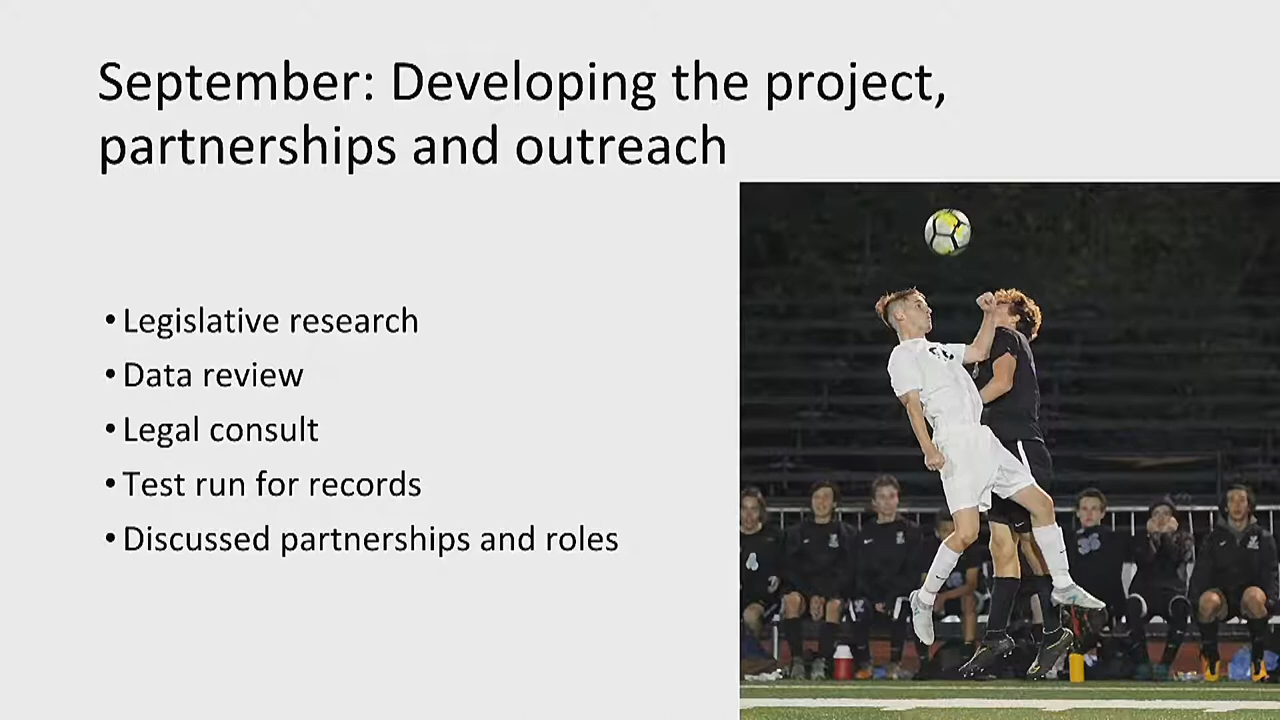 September: Developing the project,
partnerships and outreach
• Legislative research
• Data review
• Legal consult
• Test run for records
• Discussed partnerships and roles